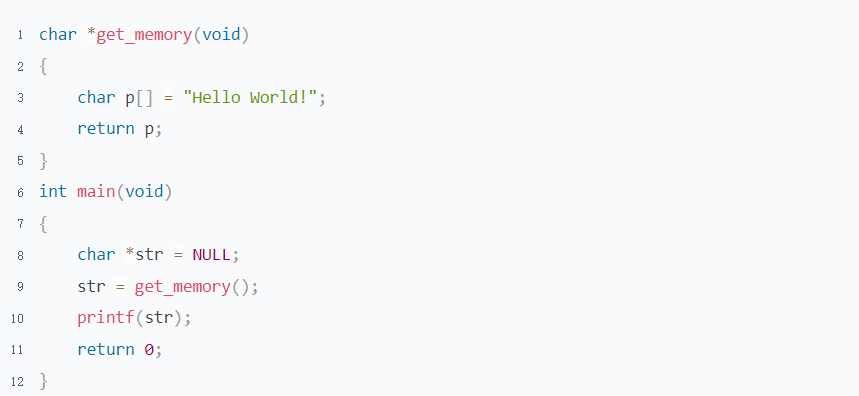 1 char *get_memory(void)
2 {
3     char p[] = "Hello World!";
4     return p;
5 }
6 int main(void)
7 {
8     char *str = NULL;
9     str = get_memory();
10     printf(str);
11     return 0;
12 }